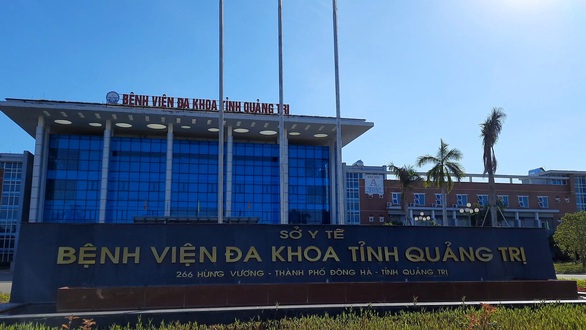 BỆNH VIỆN ĐA KHOA TỈNH QUẢNG TRỊ
SỞ Y TẾ
BỆNH VIỆN ĐA KHOA TỈNH QUẢNG TRỊ
266 HÙNG VƯƠNG - THÀNH PHỐ ĐÔNG HÀ - TỈNH QUẢNG TRỊ